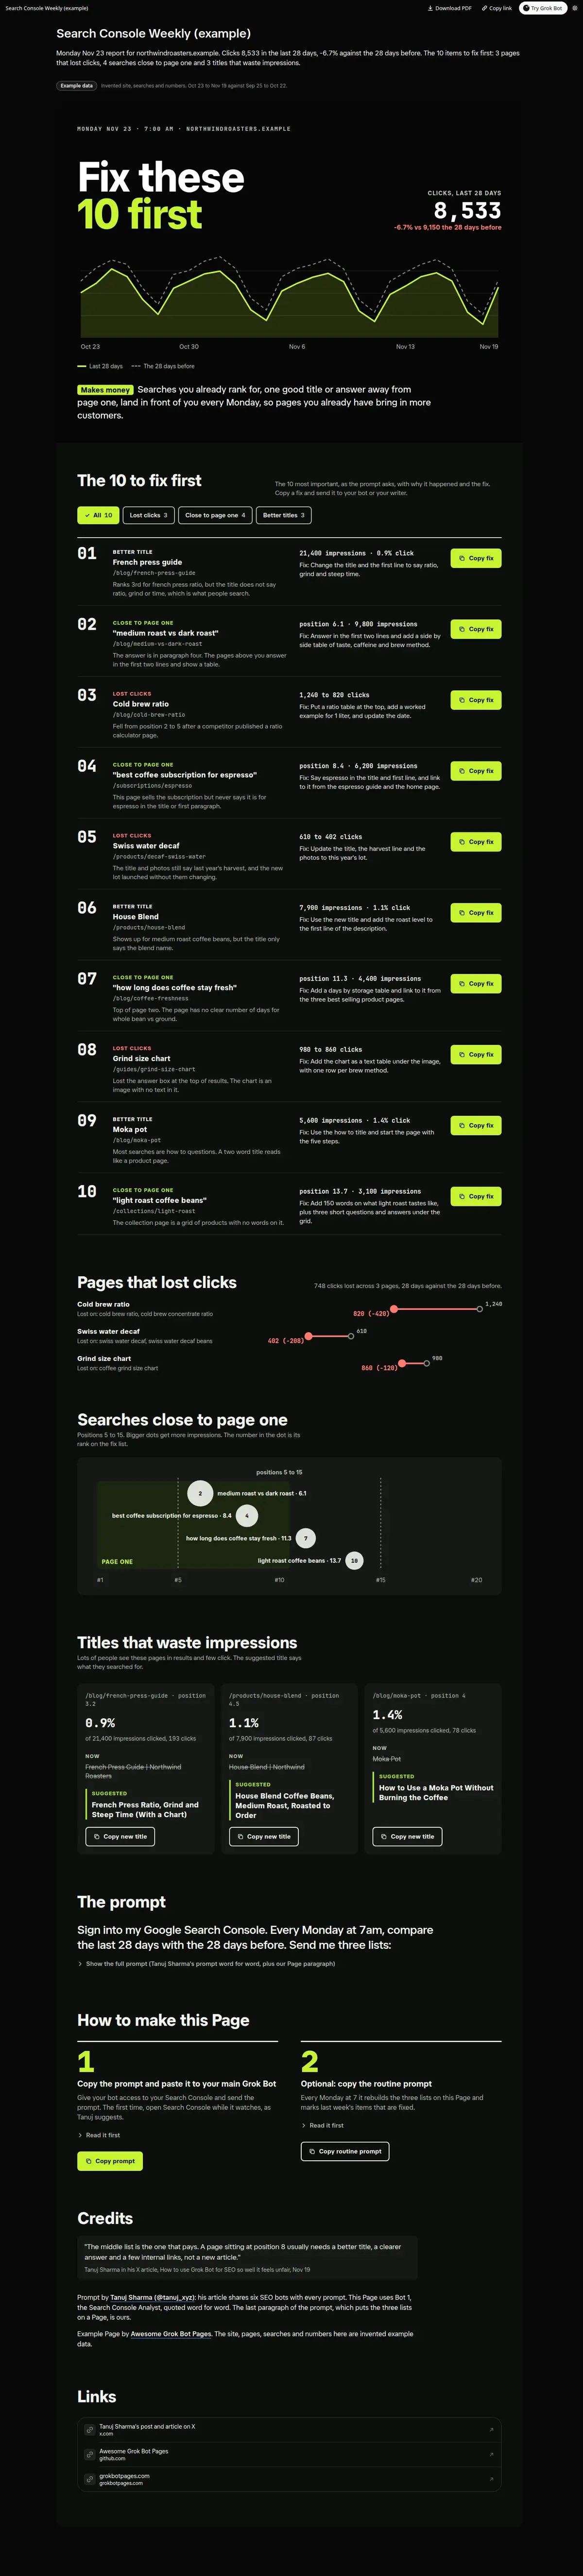 Search Console Weekly (example)
Download PDF
Copy link
Try Grok Bot
Search Console Weekly (example)
Monday Nov 23 report for northwindroasters.example. Clicks 8,533 in the last 28 days, -6.7% against the 28 days before. The 10 items to fix first: 3 pages
that lost clicks, 4 searches close to page one and 3 titles that waste impressions.
Example data
Invented site, searches and numbers. Oct 23 to Nov 19 against Sep 25 to Oct 22.
MONDAY NOV 23 · 7:00 AM · NORTHWINDROASTERS.EXAMPLE
Fix these
10 first
CLICKS, LAST 28 DAYS
8,533
-6.7% vs 9,150 the 28 days before
Oct 23
Oct 30
Nov 6
Nov 13
Nov 19
Last 28 days
The 28 days before
Makes money Searches you already rank for, one good title or answer away from
page one, land in front of you every Monday, so pages you already have bring in more
customers.
The 10 to fix first
The 10 most important, as the prompt asks, with why it happened and the fix.
Copy a fix and send it to your bot or your writer.
All 10
Lost clicks 3
Close to page one 4
Better titles 3
01
BETTER TITLE
French press guide
/blog/french-press-guide
Ranks 3rd for french press ratio, but the title does not say
ratio, grind or time, which is what people search.
21,400 impressions · 0.9% click
Fix: Change the title and the first line to say ratio,
grind and steep time.
Copy fix
02
CLOSE TO PAGE ONE
"medium roast vs dark roast"
/blog/medium-vs-dark-roast
The answer is in paragraph four. The pages above you answer
in the first two lines and show a table.
position 6.1 · 9,800 impressions
Fix: Answer in the first two lines and add a side by
side table of taste, caffeine and brew method.
Copy fix
03
LOST CLICKS
Cold brew ratio
/blog/cold-brew-ratio
Fell from position 2 to 5 after a competitor published a ratio
calculator page.
1,240 to 820 clicks
Fix: Put a ratio table at the top, add a worked
example for 1 liter, and update the date.
Copy fix
04
CLOSE TO PAGE ONE
"best coffee subscription for espresso"
/subscriptions/espresso
This page sells the subscription but never says it is for
espresso in the title or first paragraph.
position 8.4 · 6,200 impressions
Fix: Say espresso in the title and first line, and link
to it from the espresso guide and the home page.
Copy fix
05
LOST CLICKS
Swiss water decaf
/products/decaf-swiss-water
The title and photos still say last year's harvest, and the new
lot launched without them changing.
610 to 402 clicks
Fix: Update the title, the harvest line and the
photos to this year's lot.
Copy fix
06
BETTER TITLE
House Blend
/products/house-blend
Shows up for medium roast coffee beans, but the title only
says the blend name.
7,900 impressions · 1.1% click
Fix: Use the new title and add the roast level to
the first line of the description.
Copy fix
07
CLOSE TO PAGE ONE
"how long does coffee stay fresh"
/blog/coffee-freshness
Top of page two. The page has no clear number of days for
whole bean vs ground.
position 11.3 · 4,400 impressions
Fix: Add a days by storage table and link to it from
the three best selling product pages.
Copy fix
08
LOST CLICKS
Grind size chart
/guides/grind-size-chart
Lost the answer box at the top of results. The chart is an
image with no text in it.
980 to 860 clicks
Fix: Add the chart as a text table under the image,
with one row per brew method.
Copy fix
09
BETTER TITLE
Moka pot
/blog/moka-pot
Most searches are how to questions. A two word title reads
like a product page.
5,600 impressions · 1.4% click
Fix: Use the how to title and start the page with
the five steps.
Copy fix
10
CLOSE TO PAGE ONE
"light roast coffee beans"
/collections/light-roast
The collection page is a grid of products with no words on it.
position 13.7 · 3,100 impressions
Fix: Add 150 words on what light roast tastes like,
plus three short questions and answers under the
grid.
Copy fix
Pages that lost clicks
748 clicks lost across 3 pages, 28 days against the 28 days before.
Cold brew ratio
Lost on: cold brew ratio, cold brew concentrate ratio
820 (-420)
1,240
Swiss water decaf
Lost on: swiss water decaf, swiss water decaf beans
402 (-208)
610
Grind size chart
Lost on: coffee grind size chart
860 (-120)
980
Searches close to page one
Positions 5 to 15. Bigger dots get more impressions. The number in the dot is its
rank on the fix list.
positions 5 to 15
2
medium roast vs dark roast · 6.1
best coffee subscription for espresso · 8.4
4
how long does coffee stay fresh · 11.3
7
light roast coffee beans · 13.7
10
PAGE ONE
#1
#5
#10
#15
#20
Titles that waste impressions
Lots of people see these pages in results and few click. The suggested title says
what they searched for.
/blog/french-press-guide · position
3.2
0.9%
of 21,400 impressions clicked, 193 clicks
NOW
French Press Guide | Northwind
Roasters
SUGGESTED
French Press Ratio, Grind and
Steep Time (With a Chart)
Copy new title
/products/house-blend · position
4.3
1.1%
of 7,900 impressions clicked, 87 clicks
NOW
House Blend | Northwind
SUGGESTED
House Blend Coffee Beans,
Medium Roast, Roasted to
Order
Copy new title
/blog/moka-pot · position 4
1.4%
of 5,600 impressions clicked, 78 clicks
NOW
Moka Pot
SUGGESTED
How to Use a Moka Pot Without
Burning the Coffee
Copy new title
The prompt
Sign into my Google Search Console. Every Monday at 7am, compare
the last 28 days with the 28 days before. Send me three lists:
Show the full prompt (Tanuj Sharma's prompt word for word, plus our Page paragraph)
How to make this Page
1
Copy the prompt and paste it to your main Grok Bot
Give your bot access to your Search Console and send the
prompt. The first time, open Search Console while it watches, as
Tanuj suggests.
Read it first
Copy prompt
2
Optional: copy the routine prompt
Every Monday at 7 it rebuilds the three lists on this Page and
marks last week's items that are fixed.
Read it first
Copy routine prompt
Credits
"The middle list is the one that pays. A page sitting at position 8 usually needs a better title, a clearer
answer and a few internal links, not a new article."
Tanuj Sharma in his X article, How to use Grok Bot for SEO so well it feels unfair, Nov 19
Prompt by Tanuj Sharma (@tanuj_xyz): his article shares six SEO bots with every prompt. This Page uses Bot 1,
the Search Console Analyst, quoted word for word. The last paragraph of the prompt, which puts the three lists
on a Page, is ours.
Example Page by Awesome Grok Bot Pages. The site, pages, searches and numbers here are invented example
data.
Links
Tanuj Sharma's post and article on X
x.com
Awesome Grok Bot Pages
github.com
grokbotpages.com
grokbotpages.com